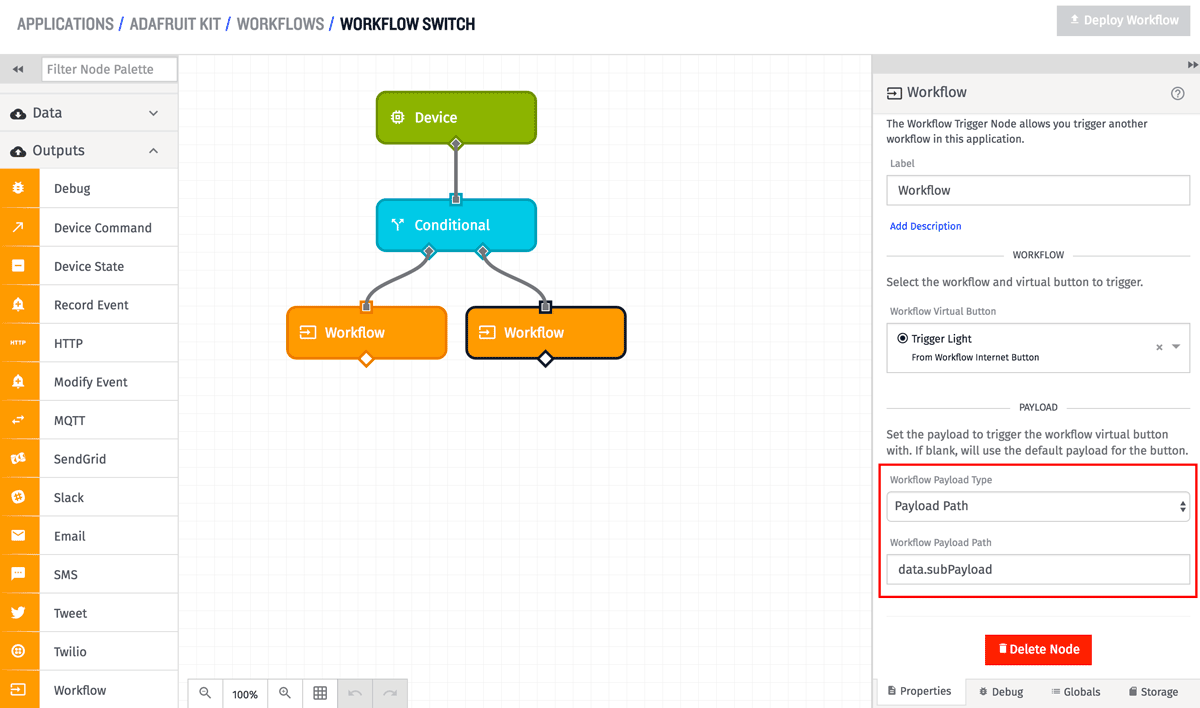 APPLICATIONS / ADAFRUIT KIT / WORKFLOWS / WORKFLOW SWITCH
Deploy Workflow
Filter Node Palette
Data
Outputs
Debug
Device Command
Device State
Record Event
HTTP
HTTP
Modify Event
MQTT
SendGrid
Slack
Email
SMS
Tweet
Twilio
Workflow
Device
Conditional
Workflow
Workflow
100%
Workflow
The Workflow Trigger Node allows you trigger another
workflow in this application.
Label
Workflow
Add Description
WORKFLOW
Select the workflow and virtual button to trigger.
Workflow Virtual Button
Trigger Light
From Workflow Internet Button
PAYLOAD
Set the payload to trigger the workflow virtual button
with. If blank, will use the default payload for the button.
Workflow Payload Type
Payload Path
Workflow Payload Path
data.subPayload
Delete Node
Properties
Debug
Globals
Storage